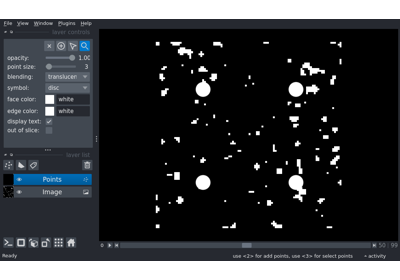 File View Window Plugins Help
layer controls
opacity: 1.00
point size: 3
blending: translucen
symbol: disc
face color: white
edge color: white
display text:
out of slice:
layer list
Points
Image
0 50 99
Ready use <2> for add points, use <3> for select points activity